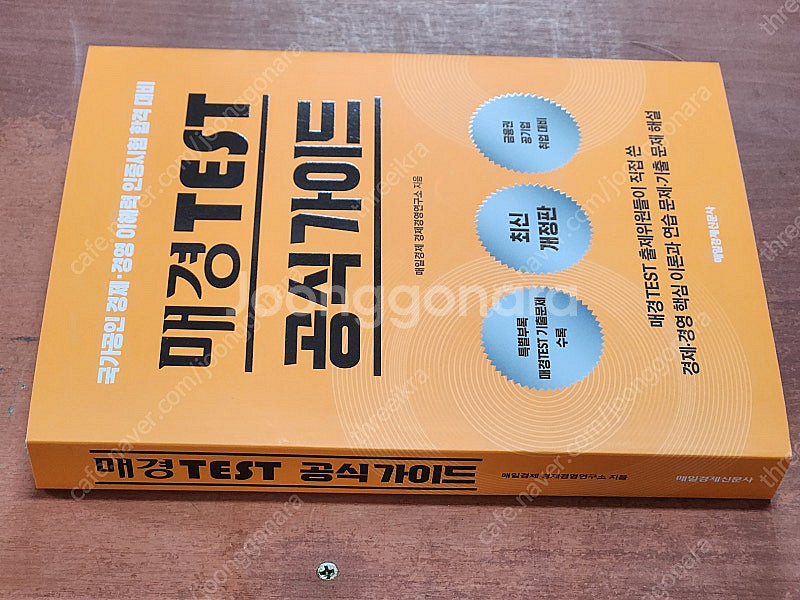 국가공인 경제·경영 이해력 인증시험 합격 대비
매경TEST
공식가이드
매일경제 경제경영연구소 지음
특별부록
매경TEST 기출문제
수록
최신
개정판
금융권
공기업
취업 대비
매경TEST 출제위원들이 직접 쓴
경제·경영 핵심 이론과 연습 문제·기출 문제 해설
매일경제신문사
매경TEST 공식가이드
매일경제 경제경영연구소 지음
매일경제신문사
Joonggonara
cafe.naver.com/joonggonara
threekra